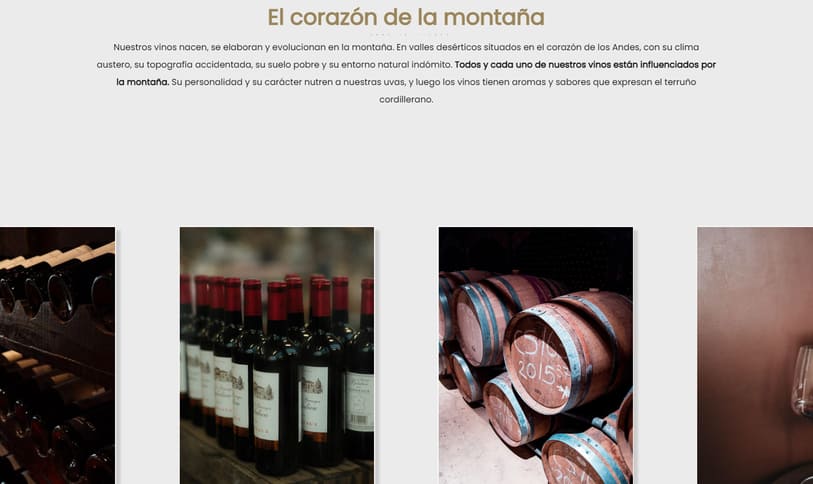 El corazón de la montaña
Nuestros vinos nacen, se elaboran y evolucionan en la montaña. En valles desérticos situados en el corazón de los Andes, con su clima
austero, su topografía accidentada, su suelo pobre y su entorno natural indómito. Todos y cada uno de nuestros vinos están influenciados por
la montaña. Su personalidad y su carácter nutren a nuestras uvas, y luego los vinos tienen aromas y sabores que expresan el terruño
cordillerano.
2015